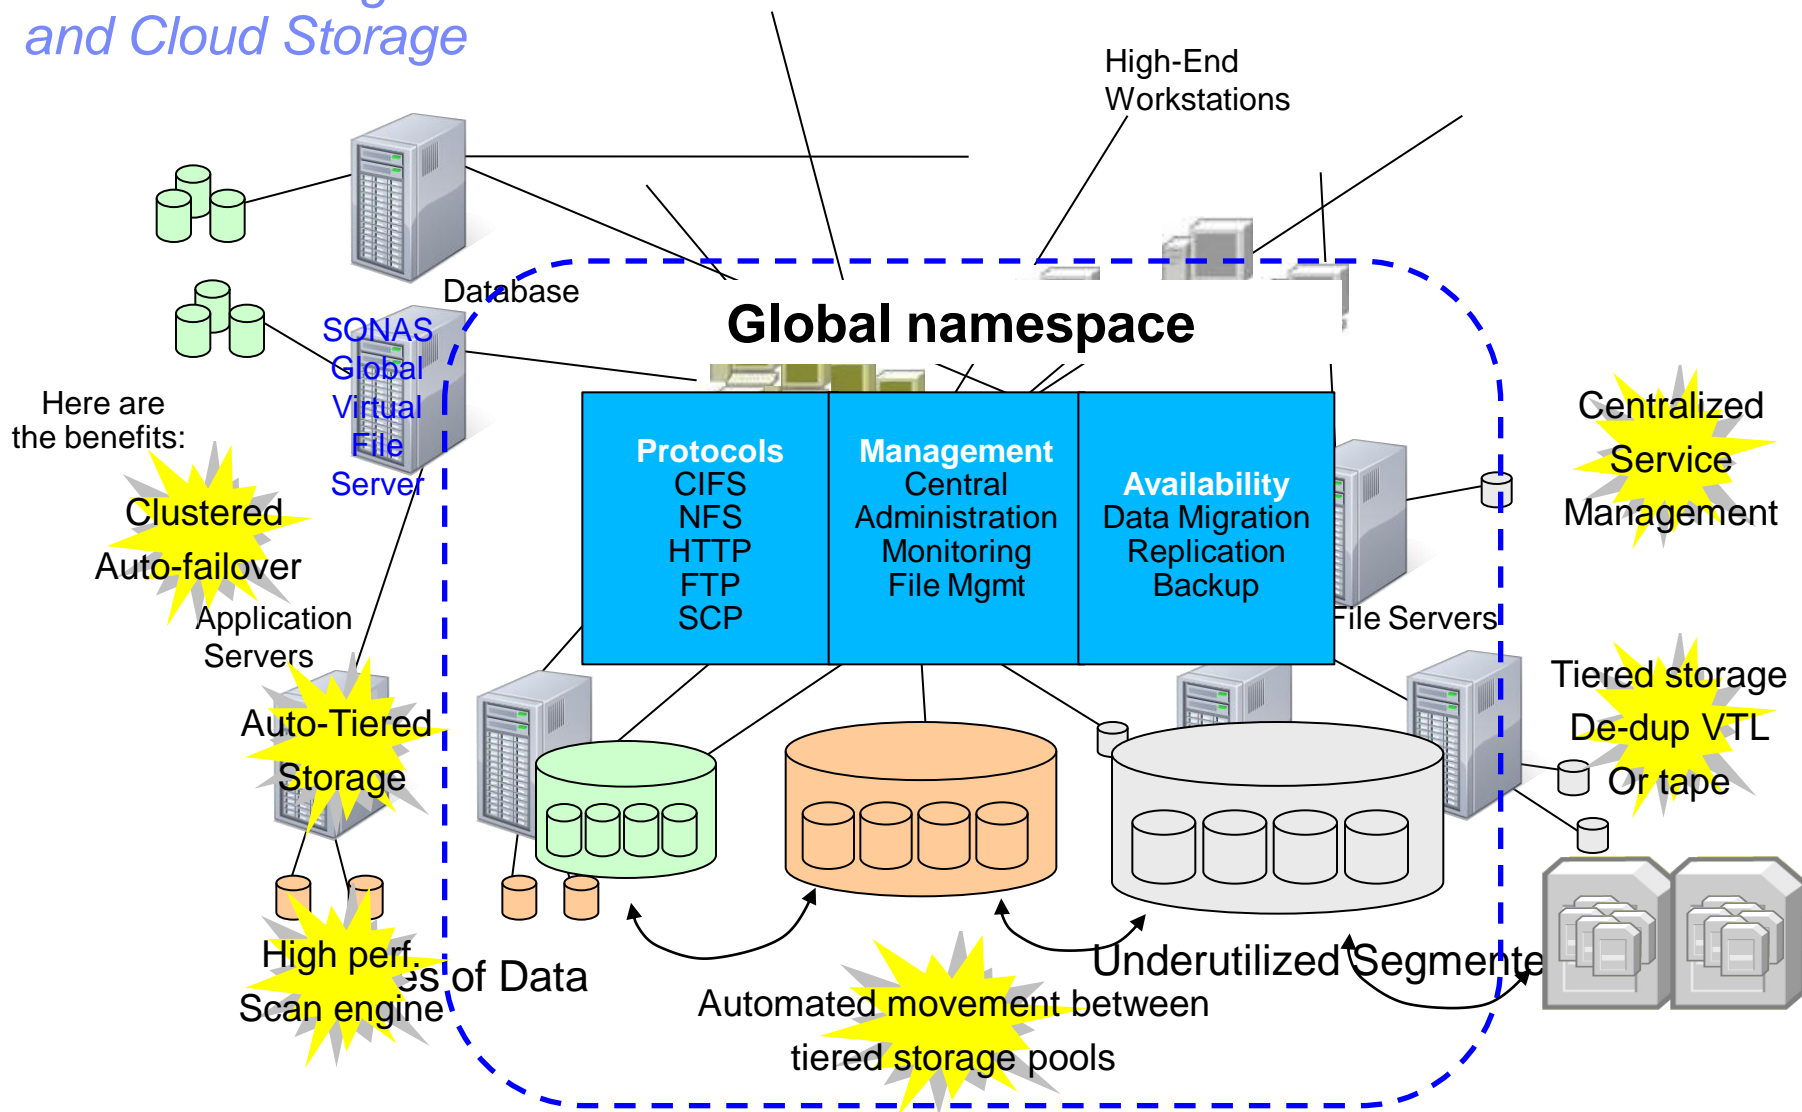 and Cloud Storage
High-End
Workstations
Database
Global namespace
SONAS
Global
Virtual
File
Server
Here are
the benefits:
Clustered
Auto-failover
Protocols
CIFS
NFS
HTTP
FTP
SCP
Management
Central
Administration
Monitoring
File Mgmt
Availability
Data Migration
Replication
Backup
Centralized
Service
Management
Application
Servers
File Servers
Auto-Tiered
Storage
Tiered storage
De-dup VTL
Or tape
High perf.
Scan engine
es of Data
Underutilized Segmente
Automated movement between
tiered storage pools